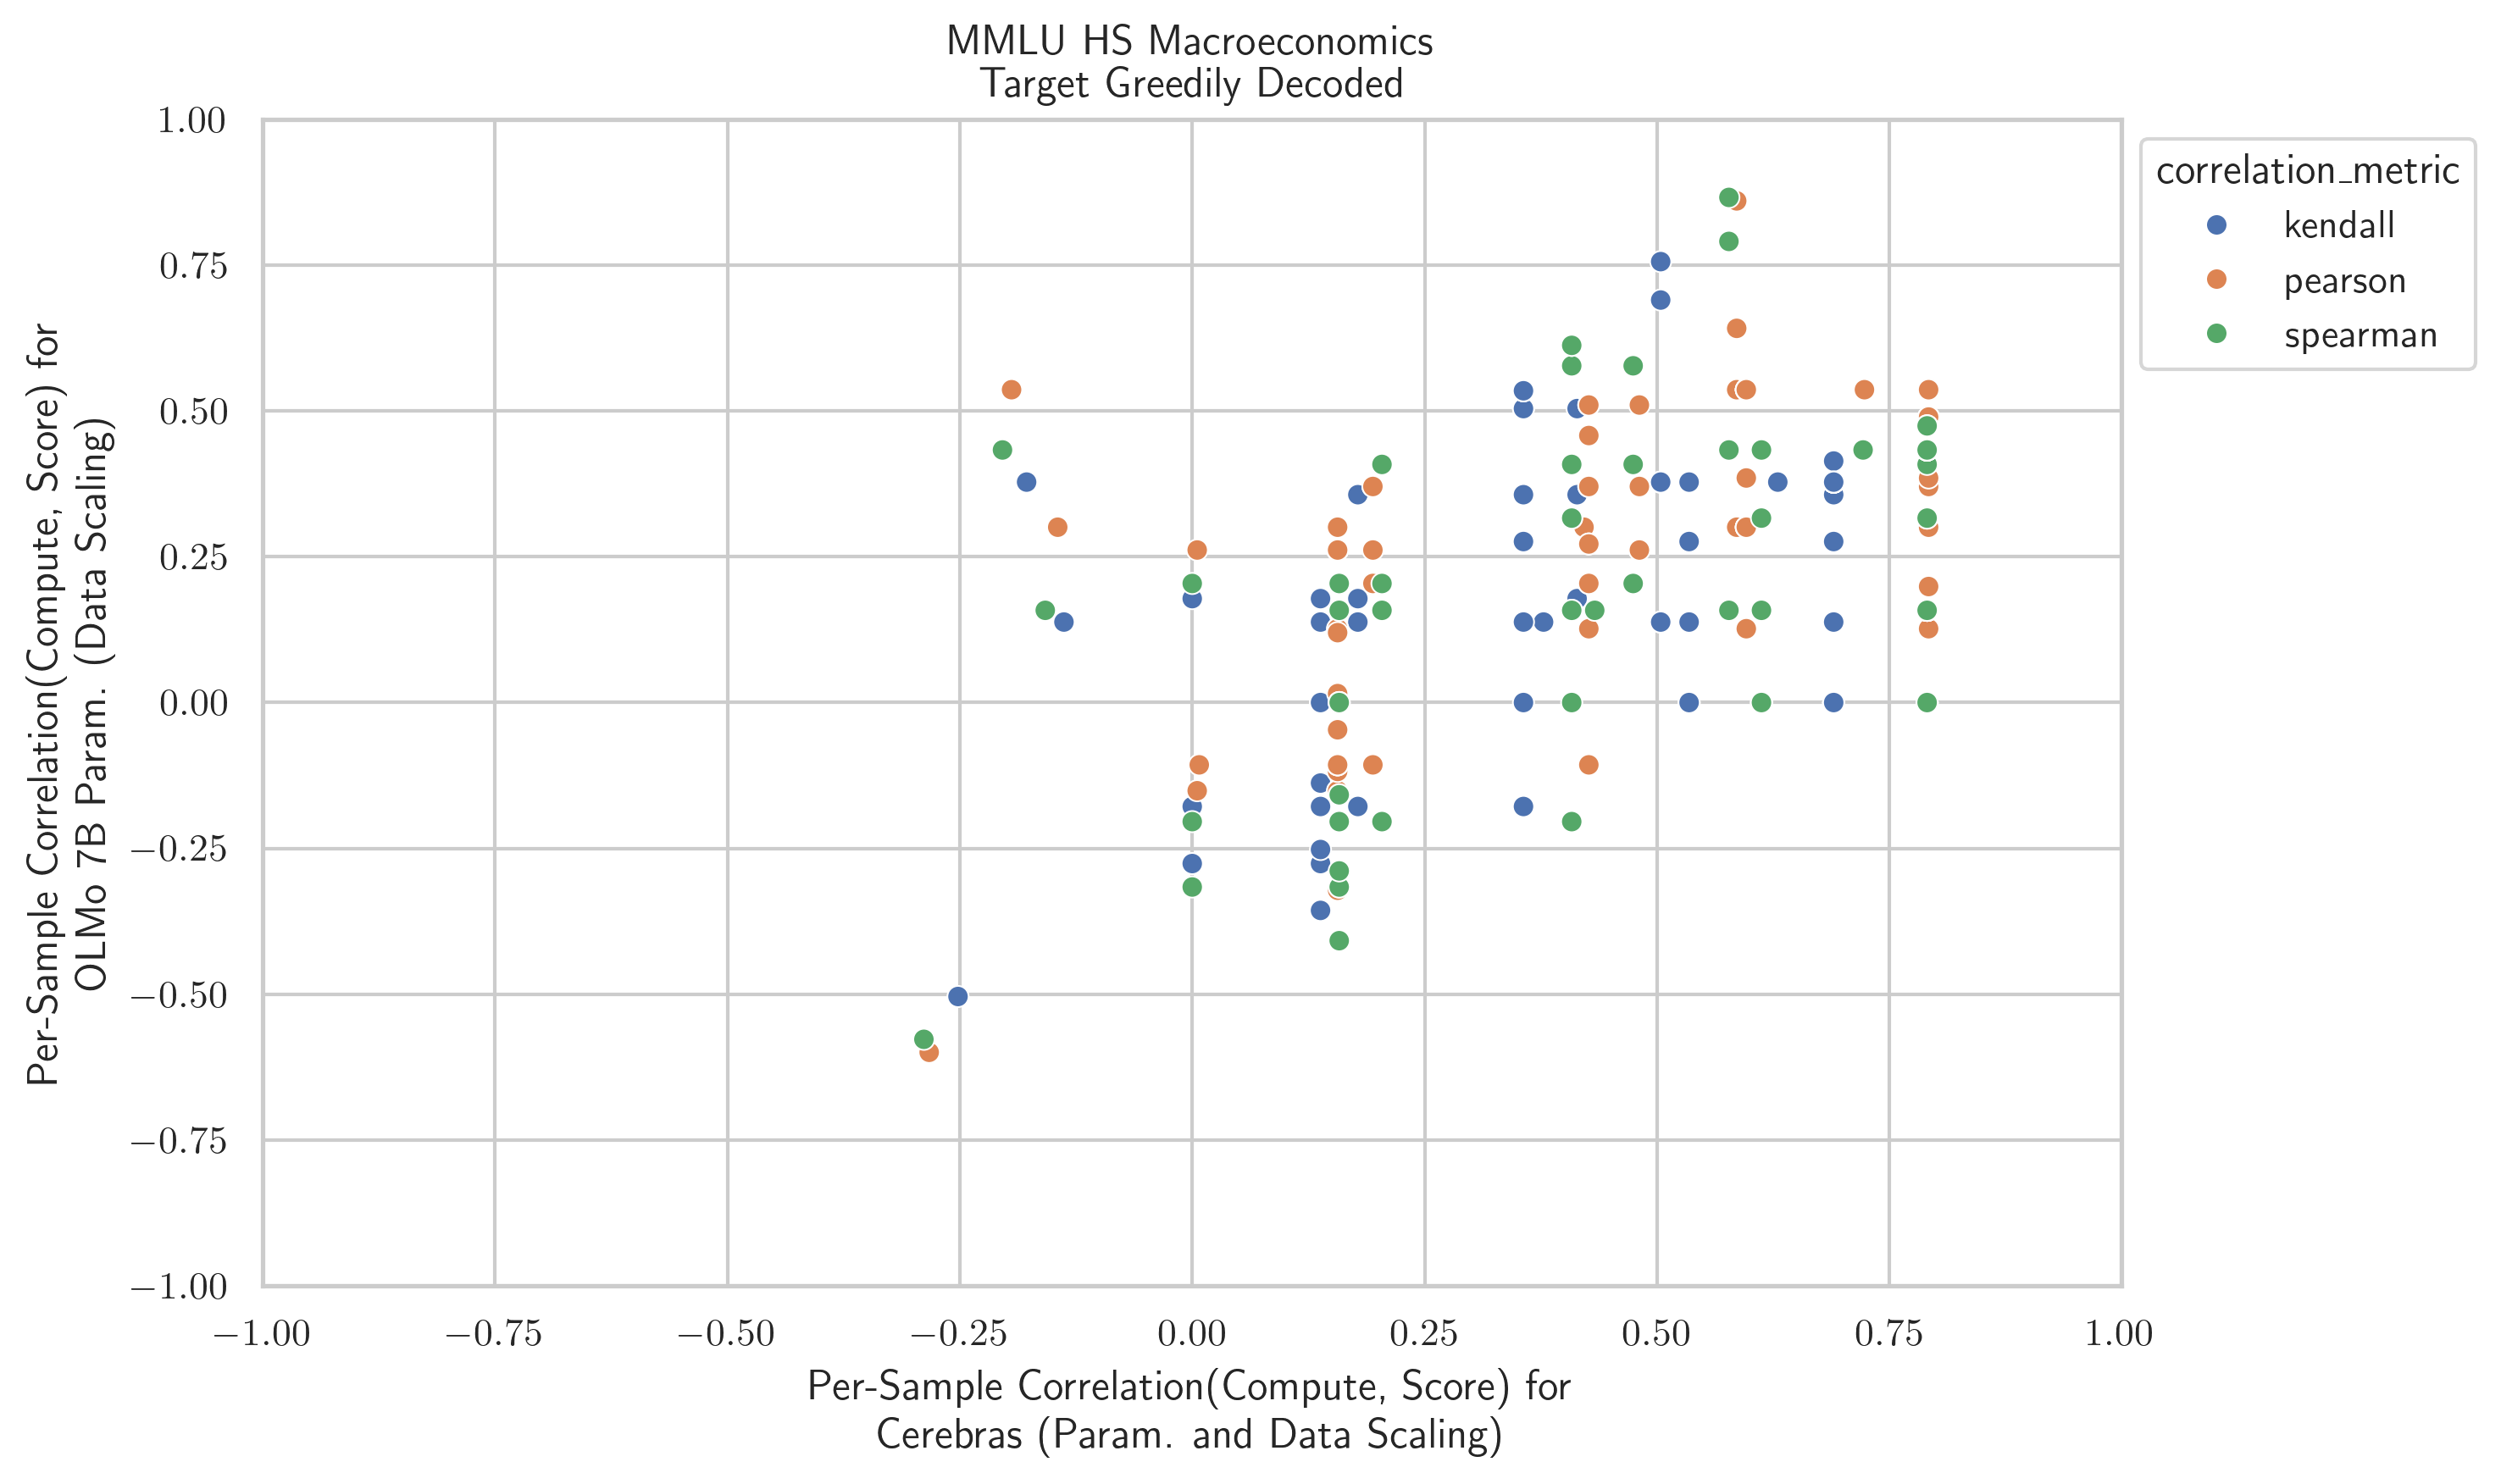 MMLU HS Macroeconomics
Target Greedily Decoded
Per-Sample Correlation(Compute, Score) for
OLMo 7B Param. (Data Scaling)
1.00
0.75
0.50
0.25
0.00
−0.25
−0.50
−0.75
−1.00
−1.00 −0.75 −0.50 −0.25 0.00 0.25 0.50 0.75 1.00
Per-Sample Correlation(Compute, Score) for
Cerebras (Param. and Data Scaling)
correlation_metric
kendall
pearson
spearman